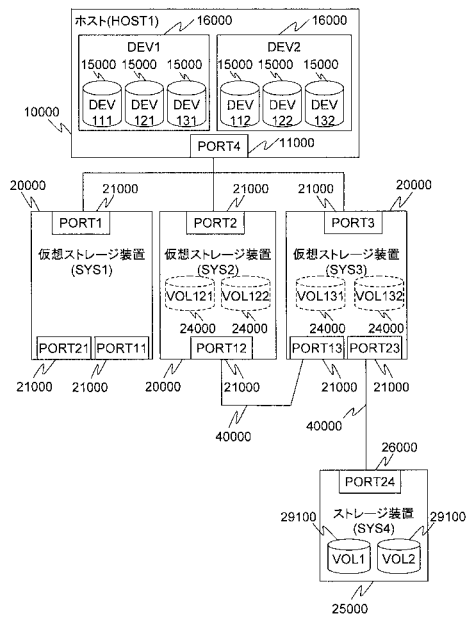 16000 16000
ホスト(HOST1)
DEV1 DEV2
15000 15000 15000 15000 15000 15000
DEV 111
DEV 121
DEV 131
DEV 112
DEV 122
DEV 132
10000
PORT4
11000
20000 21000 21000 21000 20000
PORT1 PORT2 PORT3
仮想ストレージ装置
(SYS1)
仮想ストレージ装置
(SYS2)
仮想ストレージ装置
(SYS3)
VOL121 VOL122 VOL131 VOL132
24000 24000 24000 24000
PORT21 PORT11 PORT12 PORT13 PORT23
21000 21000 20000 21000 21000 21000
40000 40000
26000
PORT24
ストレージ装置
(SYS4)
29100 29100
VOL1 VOL2
25000